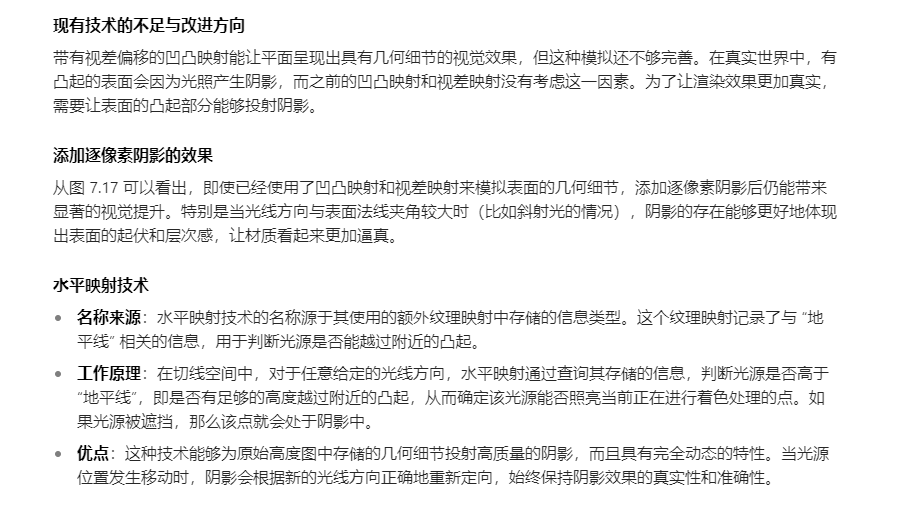 现有技术的不足与改进方向
带有视差偏移的凹凸映射能让平面呈现出具有几何细节的视觉效果，但这种模拟还不够完善。在真实世界中，有
凸起的表面会因为光照产生阴影，而之前的凹凸映射和视差映射没有考虑这一因素。为了让渲染效果更加真实，
需要让表面的凸起部分能够投射阴影。
添加逐像素阴影的效果
从图 7.17 可以看出，即使已经使用了凹凸映射和视差映射来模拟表面的几何细节，添加逐像素阴影后仍能带来
显著的视觉提升。特别是当光线方向与表面法线夹角较大时（比如斜射光的情况），阴影的存在能够更好地体现
出表面的起伏和层次感，让材质看起来更加逼真。
水平映射技术
• 名称来源：水平映射技术的名称源于其使用的额外纹理映射中存储的信息类型。这个纹理映射记录了与 “地
平线” 相关的信息，用于判断光源是否能越过附近的凸起。
• 工作原理：在切线空间中，对于任意给定的光线方向，水平映射通过查询其存储的信息，判断光源是否高于
“地平线”，即是否有足够的高度越过附近的凸起，从而确定该光源能否照亮当前正在进行着色处理的点。如
果光源被遮挡，那么该点就会处于阴影中。
• 优点：这种技术能够为原始高度图中存储的几何细节投射高质量的阴影，而且具有完全动态的特性。当光源
位置发生移动时，阴影会根据新的光线方向正确地重新定向，始终保持阴影效果的真实性和准确性。